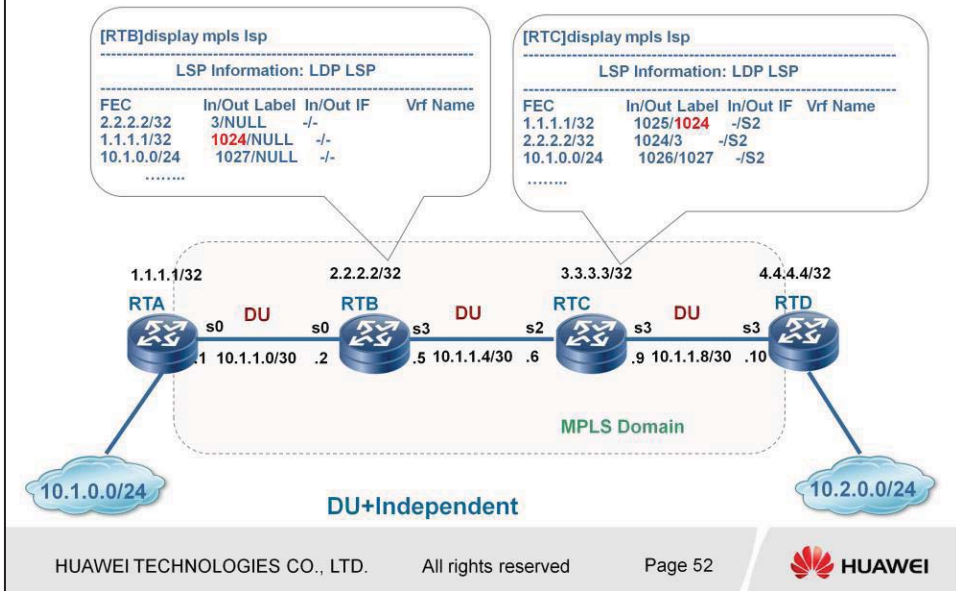 [RTB]display mpls lsp
LSP Information: LDP LSP
FEC In/Out Label In/Out IF Vrf Name
2.2.2.2/32 3/NULL -/-
1.1.1.1/32 1024/NULL -/-
10.1.0.0/24 1027/NULL -/-
........
[RTC]display mpls lsp
LSP Information: LDP LSP
FEC In/Out Label In/Out IF Vrf Name
1.1.1.1/32 1025/1024 -/S2
2.2.2.2/32 1024/3 -/S2
10.1.0.0/24 1026/1027 -/S2
........
1.1.1.1/32 2.2.2.2/32 3.3.3.3/32 4.4.4.4/32
RTA DU RTB DU RTC DU RTD
s0 s0 s3 s2 s3 s3
.1 10.1.1.0/30 .2 .5 10.1.1.4/30 .6 .9 10.1.1.8/30 .10
MPLS Domain
10.1.0.0/24 10.2.0.0/24
DU+Independent
HUAWEI TECHNOLOGIES CO., LTD. All rights reserved Page 52 HUAWEI